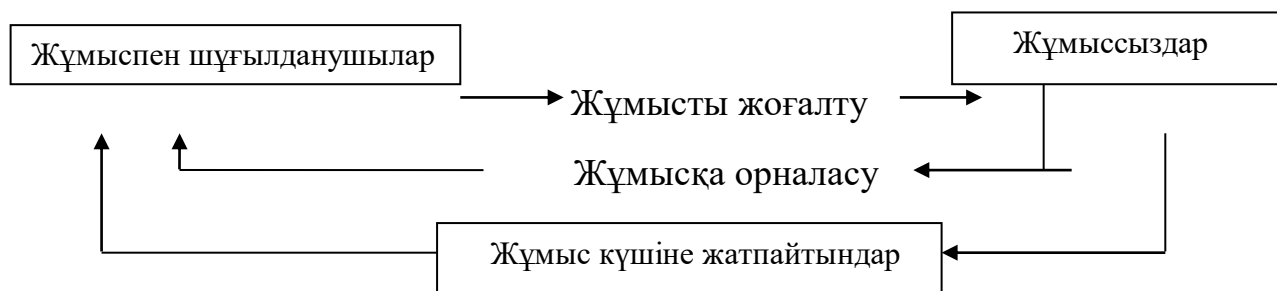 Жұмыспен шұғылданушылар
Жұмыссыздар
Жұмысты жоғалту
Жұмысқа орналасу
Жұмыс күшіне жатпайтындар